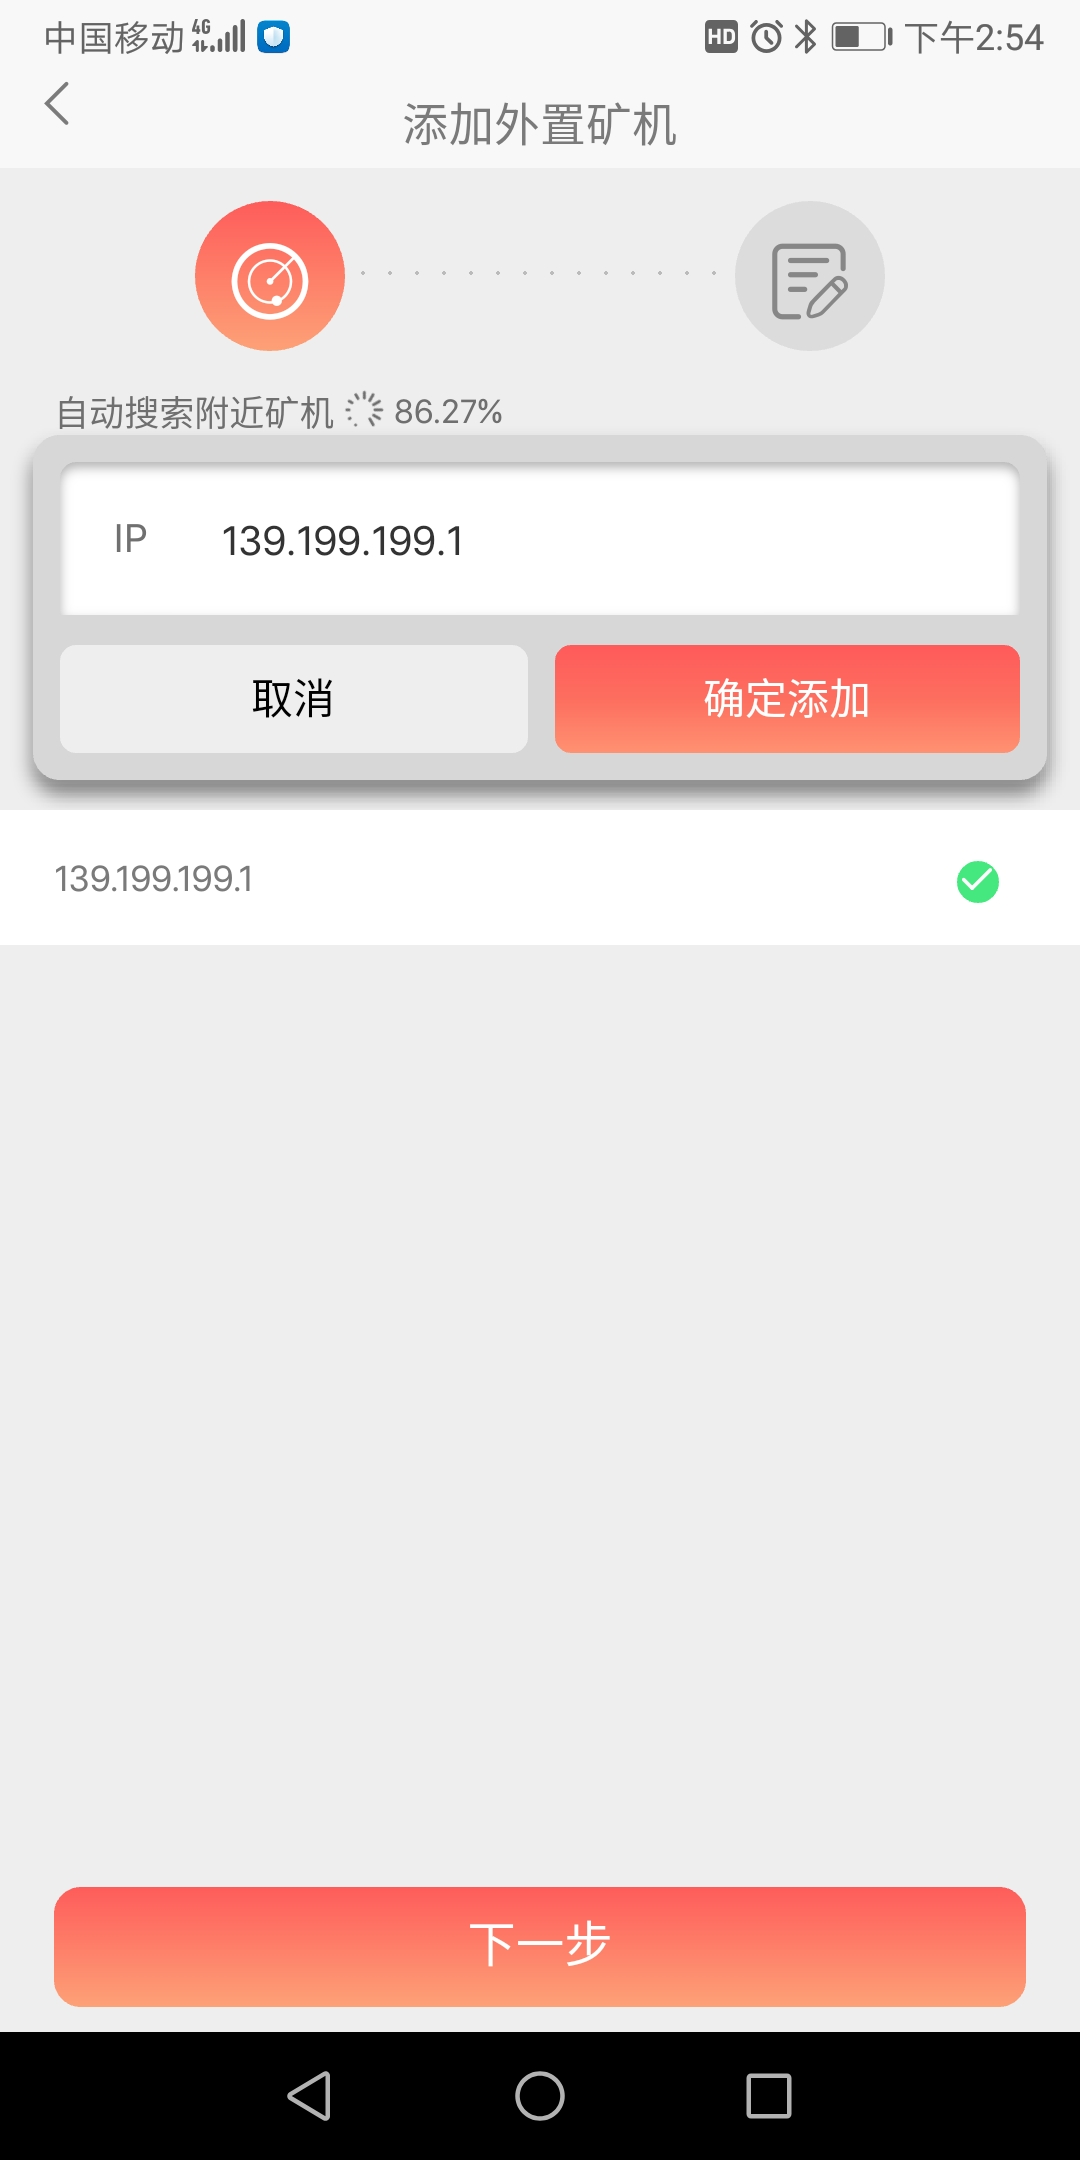 中国移动 4G HD 下午2:54
添加外置矿机
自动搜索附近矿机 86.27%
IP 139.199.199.1
取消 确定添加
139.199.199.1
下一步